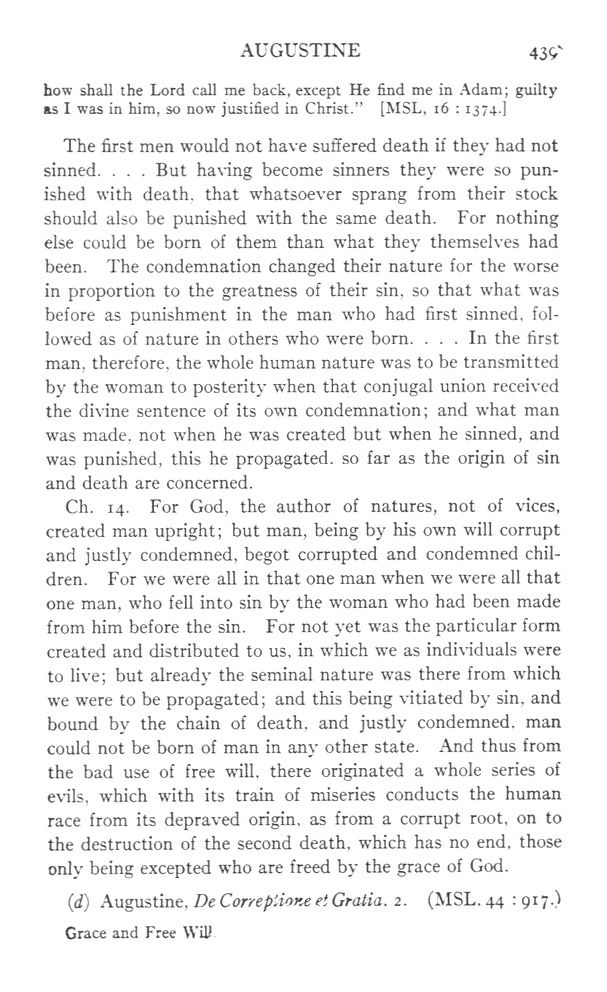 AUGUSTINE 439
how shall the Lord call me back, except He find me in Adam; guilty
as I was in him, so now justified in Christ." [MSL, 16 : 1374.]
The first men would not have suffered death if they had not
sinned. . . . But having become sinners they were so pun-
ished with death, that whatsoever sprang from their stock
should also be punished with the same death. For nothing
else could be born of them than what they themselves had
been. The condemnation changed their nature for the worse
in proportion to the greatness of their sin, so that what was
before as punishment in the man who had first sinned, fol-
lowed as of nature in others who were born. . . . In the first
man, therefore, the whole human nature was to be transmitted
by the woman to posterity when that conjugal union received
the divine sentence of its own condemnation; and what man
was made, not when he was created but when he sinned, and
was punished, this he propagated. so far as the origin of sin
and death are concerned.
Ch. 14. For God, the author of natures, not of vices,
created man upright; but man, being by his own will corrupt
and justly condemned, begot corrupted and condemned chil-
dren. For we were all in that one man when we were all that
one man, who fell into sin by the woman who had been made
from him before the sin. For not yet was the particular form
created and distributed to us, in which we as individuals were
to live; but already the seminal nature was there from which
we were to be propagated; and this being vitiated by sin, and
bound by the chain of death, and justly condemned, man
could not be born of man in any other state. And thus from
the bad use of free will, there originated a whole series of
evils, which with its train of miseries conducts the human
race from its depraved origin, as from a corrupt root, on to
the destruction of the second death, which has no end, those
only being excepted who are freed by the grace of God.
(d) Augustine, De Correptione et Gratia. 2. (MSL. 44 : 917.)
Grace and Free Will